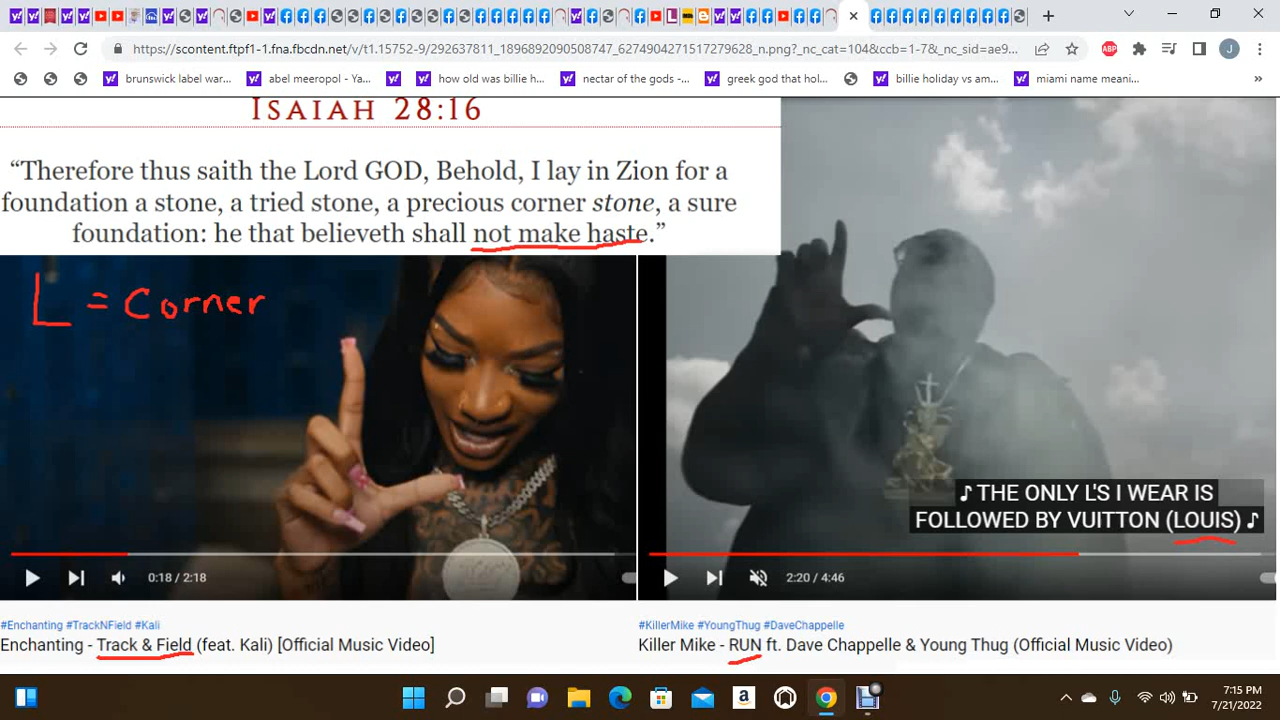 https://scontent.ftpf1-1.fna.fbcdn.net/v/t1.15752-9/292637811_1896892090508747_6274904271517279628_n.png?_nc_cat=104&ccb=1-7&_nc_sid=ae9...
ABP
J
brunswick label war...
abel meeropol - Ya...
how old was billie h...
nectar of the gods -...
greek god that hol...
billie holiday vs am...
miami name meani...
»
ISAIAH 28:16
“Therefore thus saith the Lord GOD, Behold, I lay in Zion for a
foundation a stone, a tried stone, a precious corner stone, a sure
foundation: he that believeth shall not make haste.”
L = Corner
♪ THE ONLY L'S I WEAR IS
FOLLOWED BY VUITTON (LOUIS) ♪
0:18 / 2:18
2:20 / 4:46
#Enchanting #TrackNField #Kali
Enchanting - Track & Field (feat. Kali) [Official Music Video]
#KillerMike #YoungThug #DaveChappelle
Killer Mike - RUN ft. Dave Chappelle & Young Thug (Official Music Video)
7:15 PM
7/21/2022